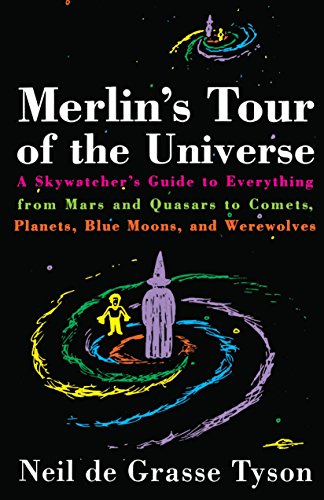 Merlin's Tour
of the Universe
A Skywatcher's Guide to Everything
from Mars and Quasars to Comets,
Planets, Blue Moons, and Werewolves
Neil de Grasse Tyson